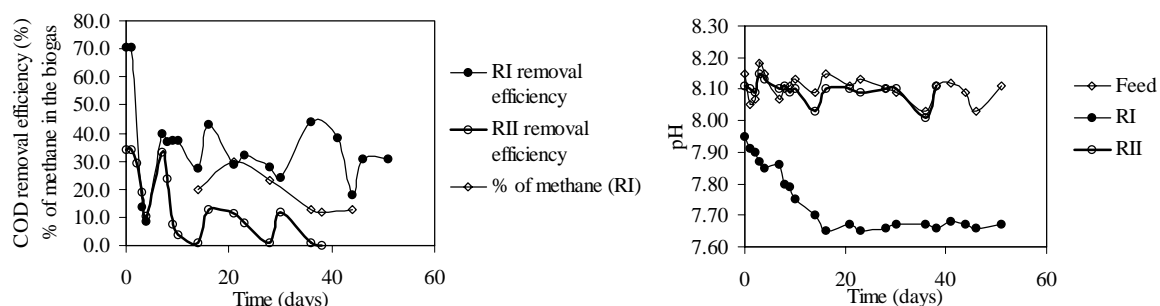 COD removal efficiency (%)
% of methane in the biogas
80.0
70.0
60.0
50.0
40.0
30.0
20.0
10.0
0.0
0
20
40
60
Time (days)
RI removal
efficiency
RII removal
efficiency
% of methane (RI)
pH
8.20
8.10
8.00
7.90
7.80
7.70
7.60
0
20
40
60
Time (days)
Feed
RI
RII